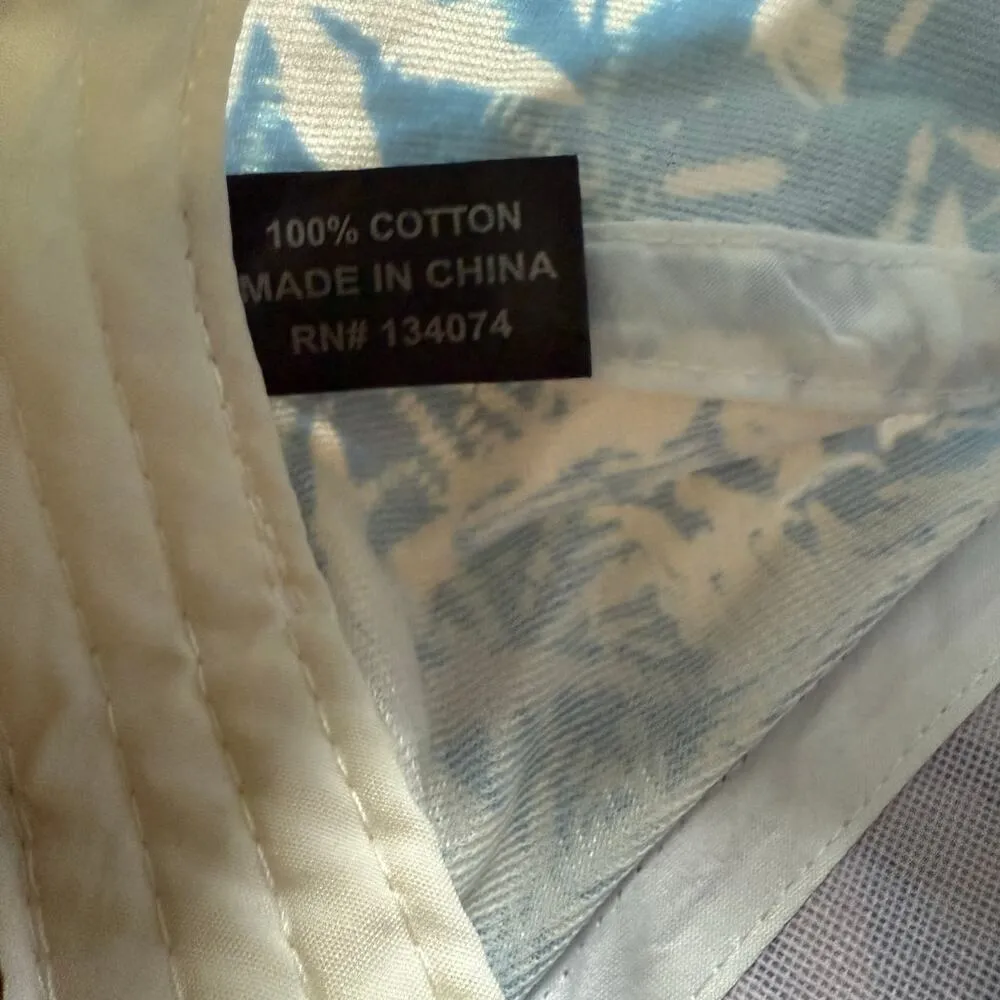 100% COTTON
MADE IN CHINA
RN# 134074